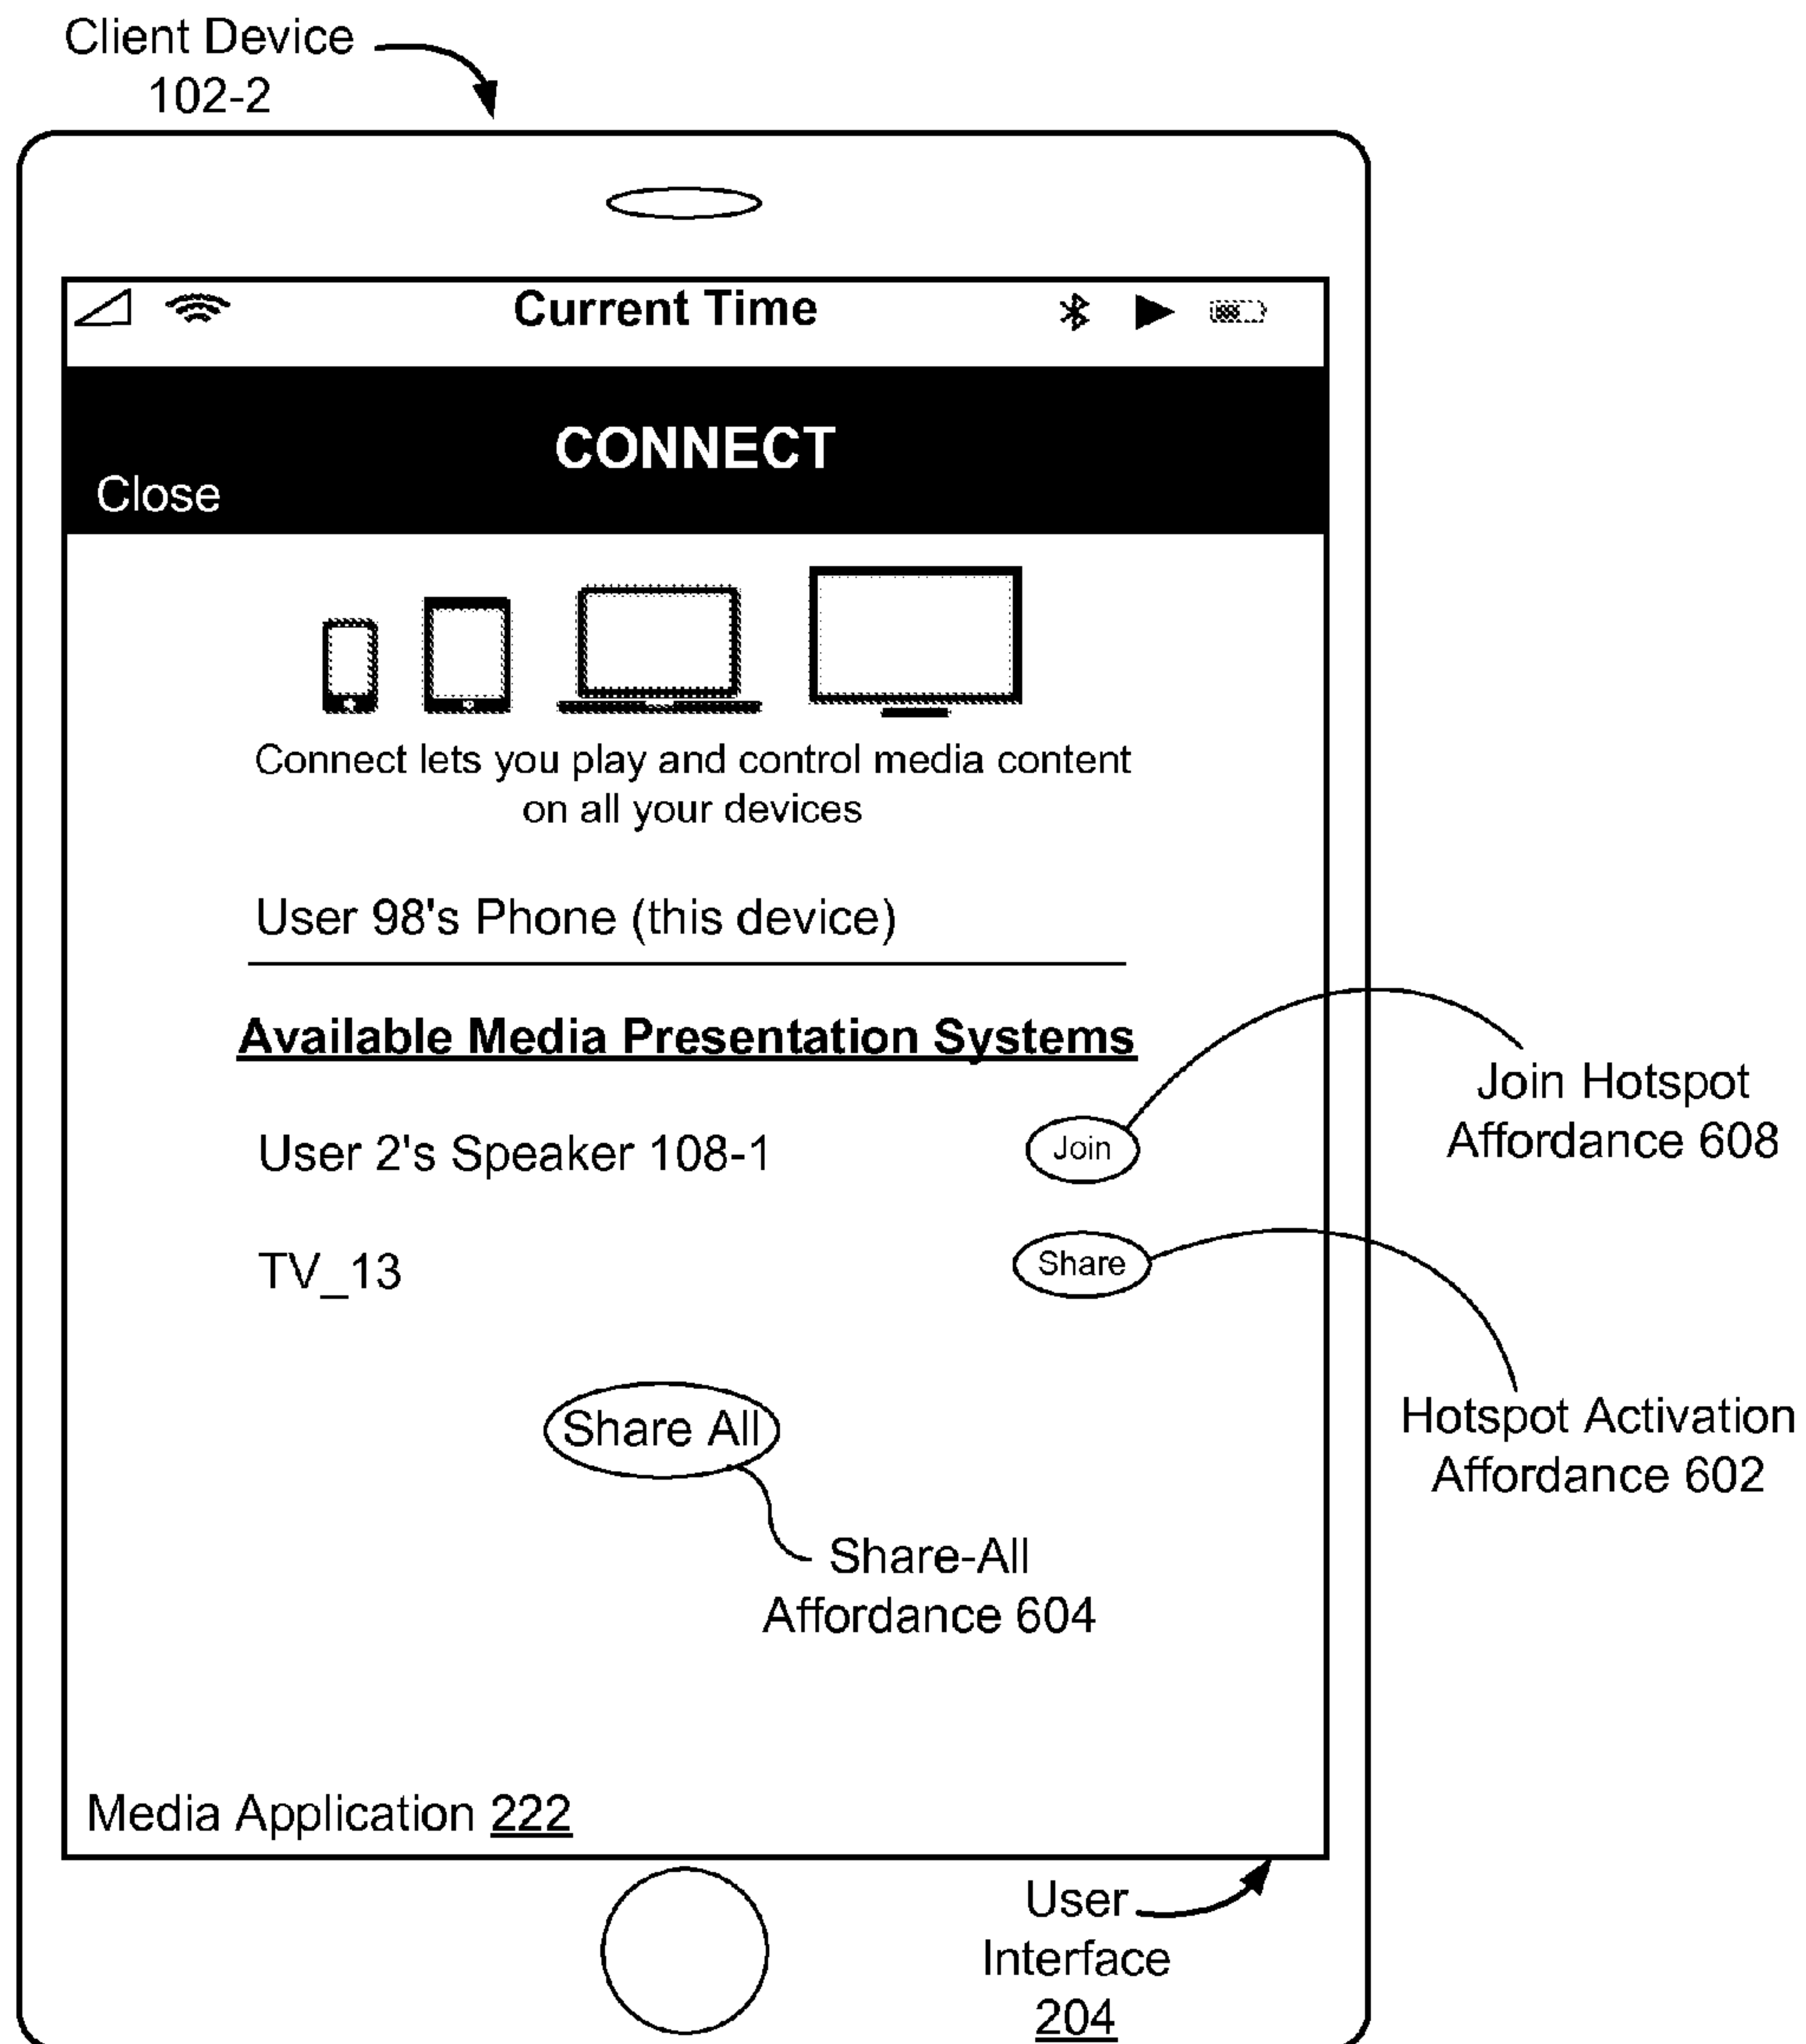 Client Device
102-2
Current Time
CONNECT
Close
Connect lets you play and control media content
on all your devices
User 98's Phone (this device)
Available Media Presentation Systems
User 2's Speaker 108-1
Join
Join Hotspot
Affordance 608
TV_13
Share
Hotspot Activation
Affordance 602
Share All
Share-All
Affordance 604
Media Application 222
User
Interface
204